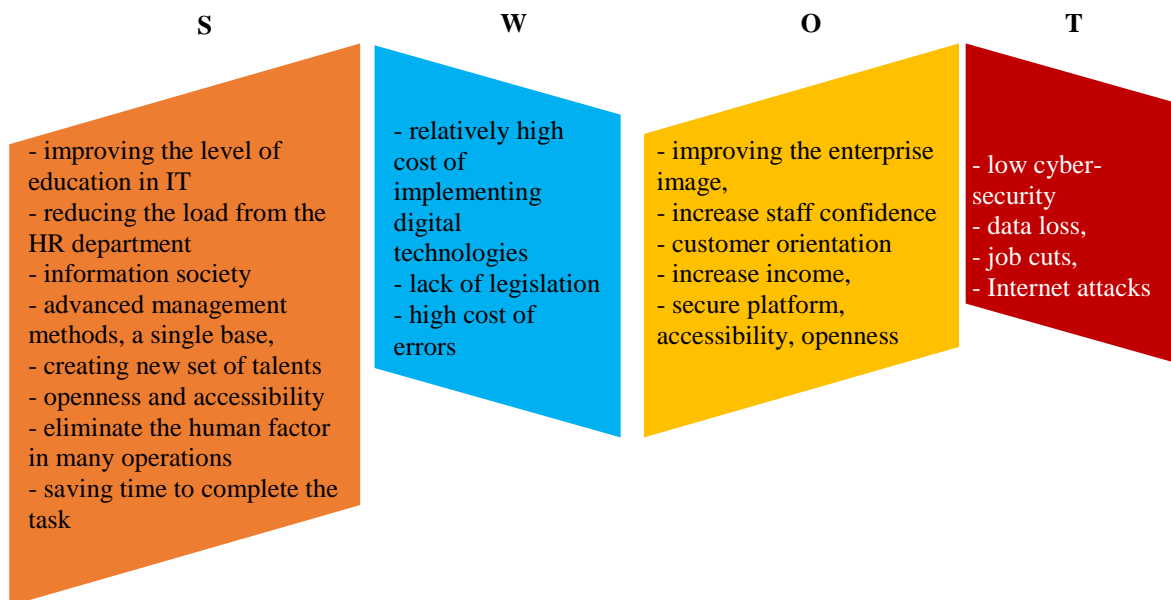 S
- improving the level of
education in IT
- reducing the load from the
HR department
- information society
- advanced management
methods, a single base,
- creating new set of talents
- openness and accessibility
- eliminate the human factor
in many operations
- saving time to complete the
task
W
- relatively high
cost of
implementing
digital
technologies
- lack of legislation
- high cost of
errors
O
- improving the enterprise
image,
- increase staff confidence
- customer orientation
- increase income,
- secure platform,
accessibility, openness
T
- low cyber-
security
- data loss,
- job cuts,
- Internet attacks